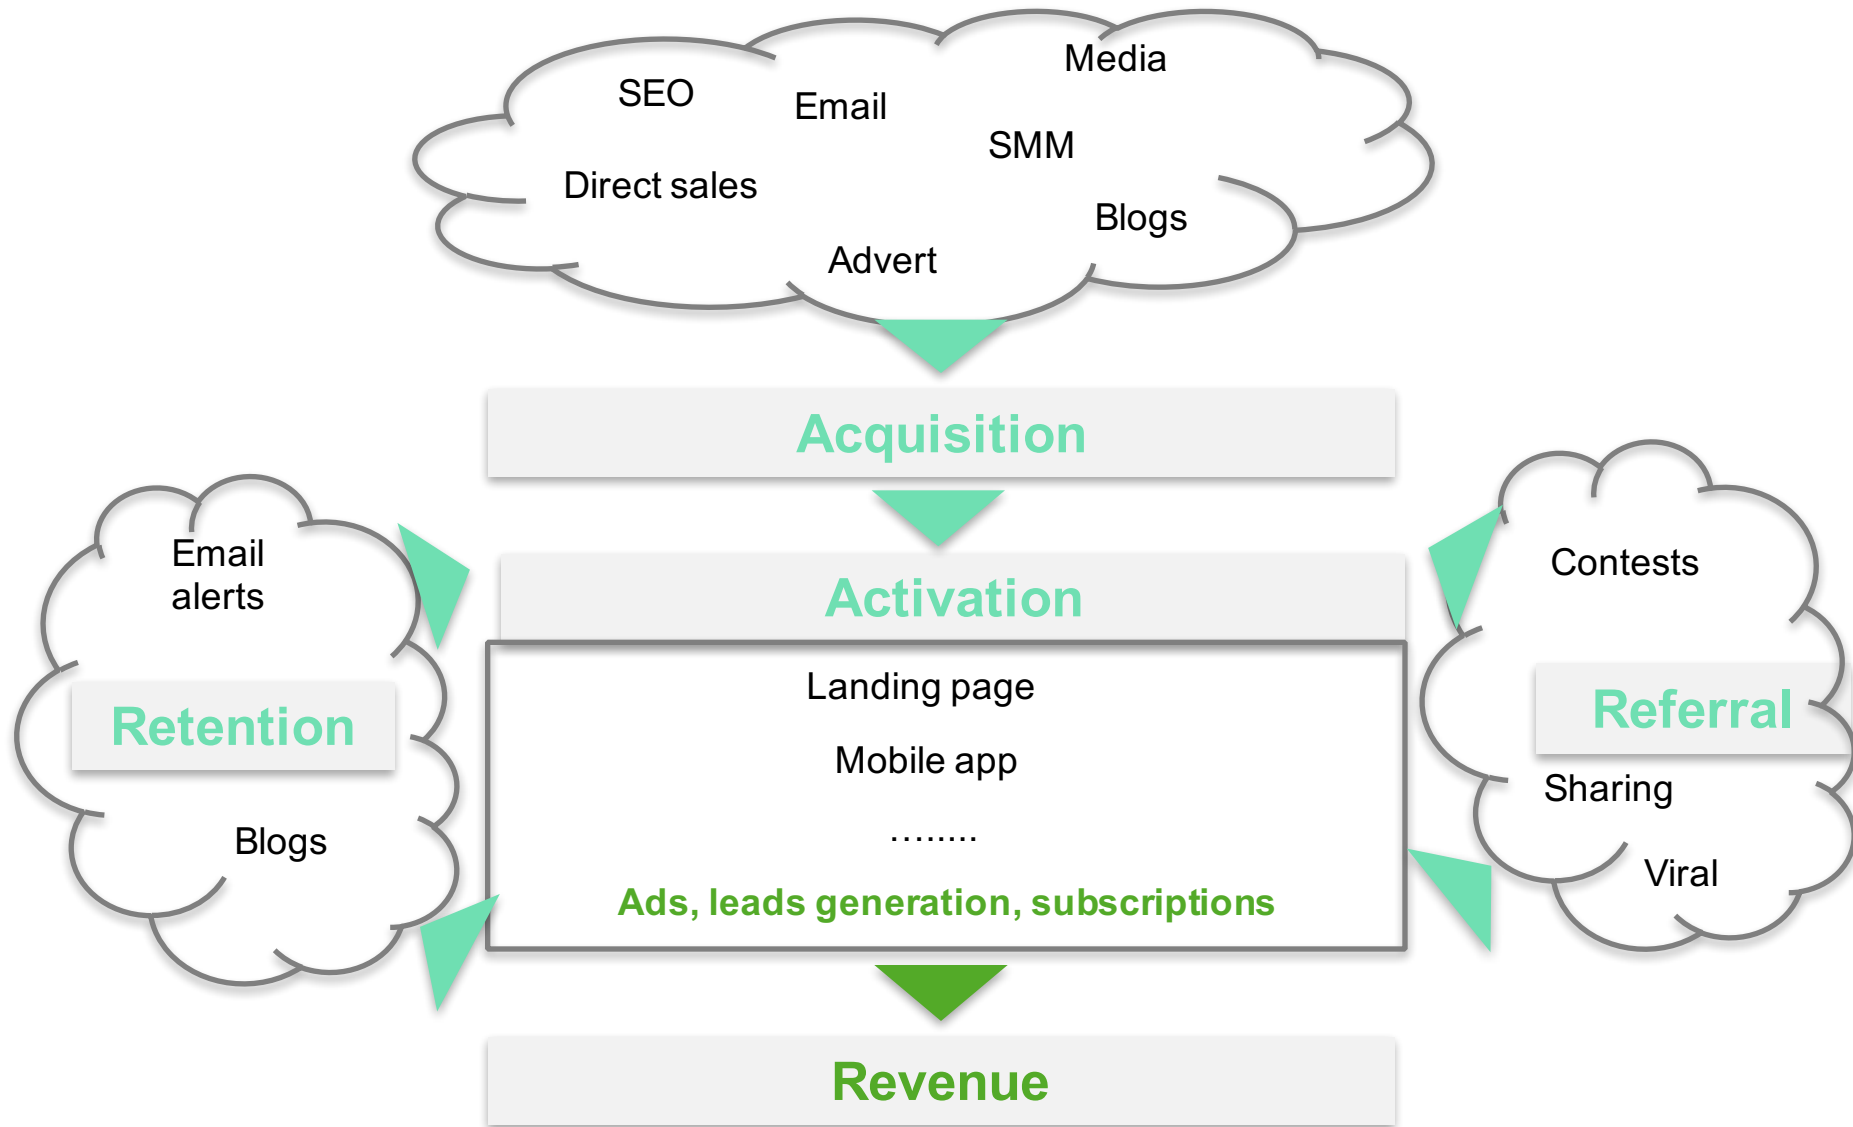 Media
SEO
Email
SMM
Direct sales
Blogs
Advert
Acquisition
Email
alerts
Retention
Blogs
Activation
Landing page
Mobile app
….....
Ads, leads generation, subscriptions
Contests
Referral
Sharing
Viral
Revenue